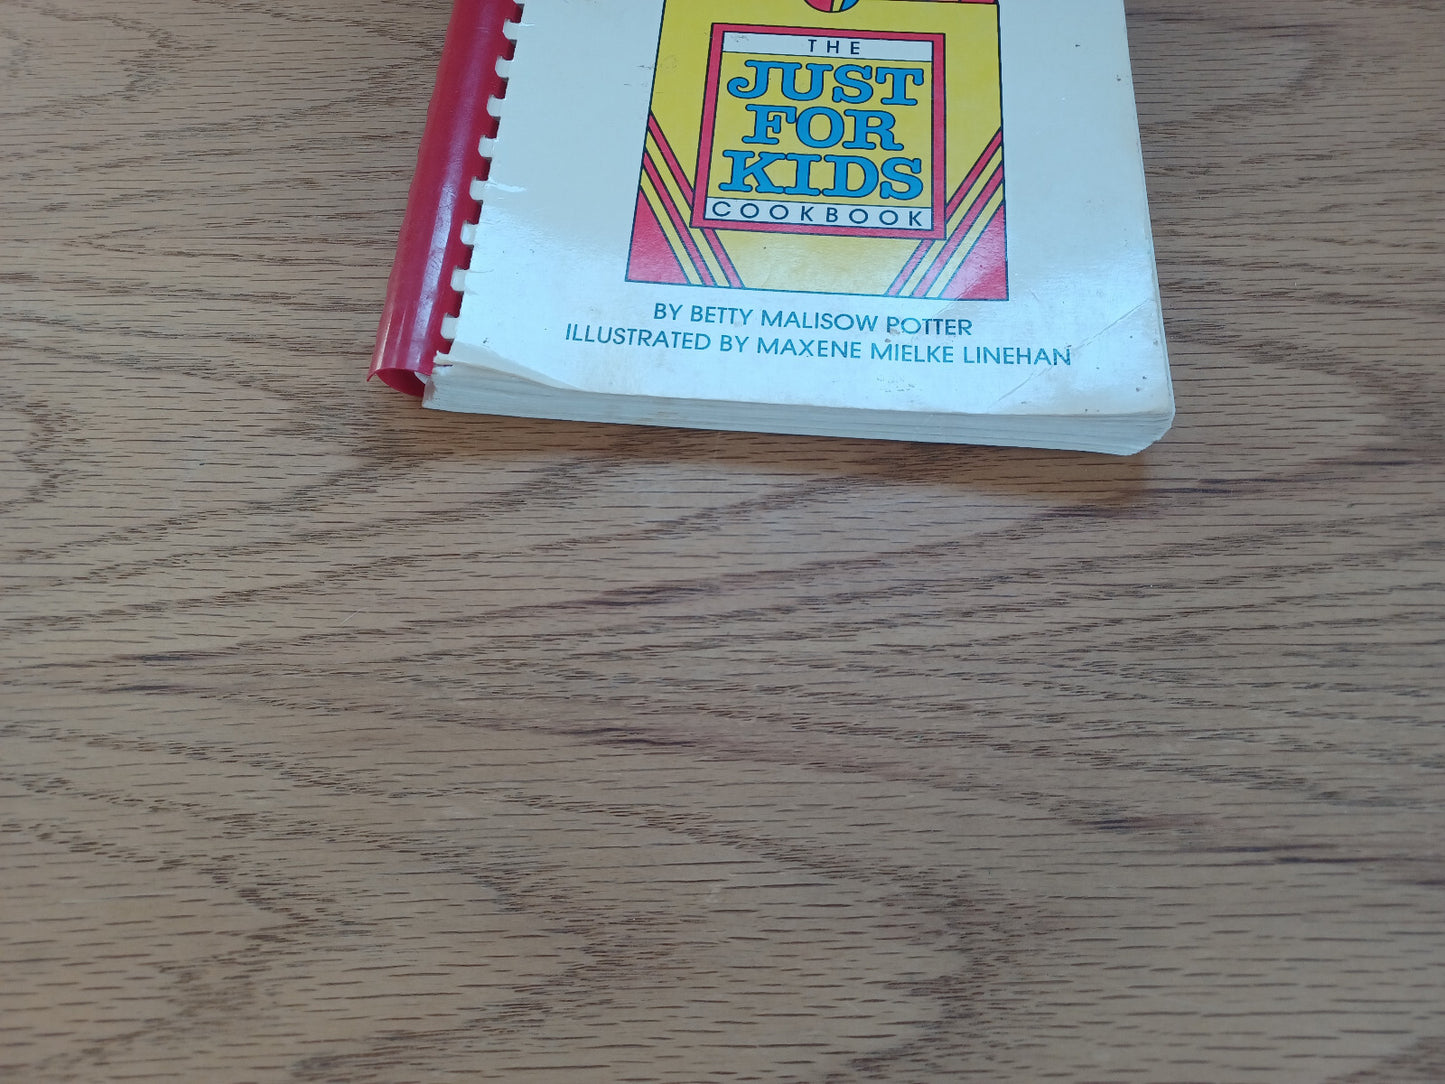 THE
JUST
FOR
KIDS
COOKBOOK
BY BETTY MALISOW POTTER
ILLUSTRATED BY MAXENE MIELKE LINEHAN